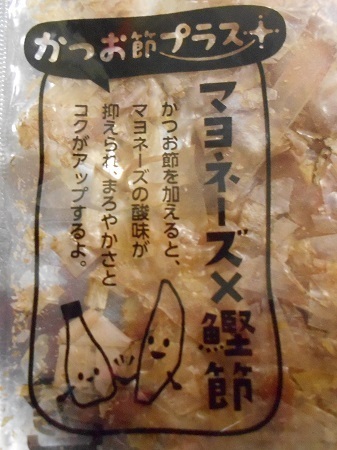 かつお節プラス＋
マヨネーズ×鰹節
かつお節を加えると、
マヨネーズの酸味が
抑えられ、まろやかさと
コクがアップするよ。